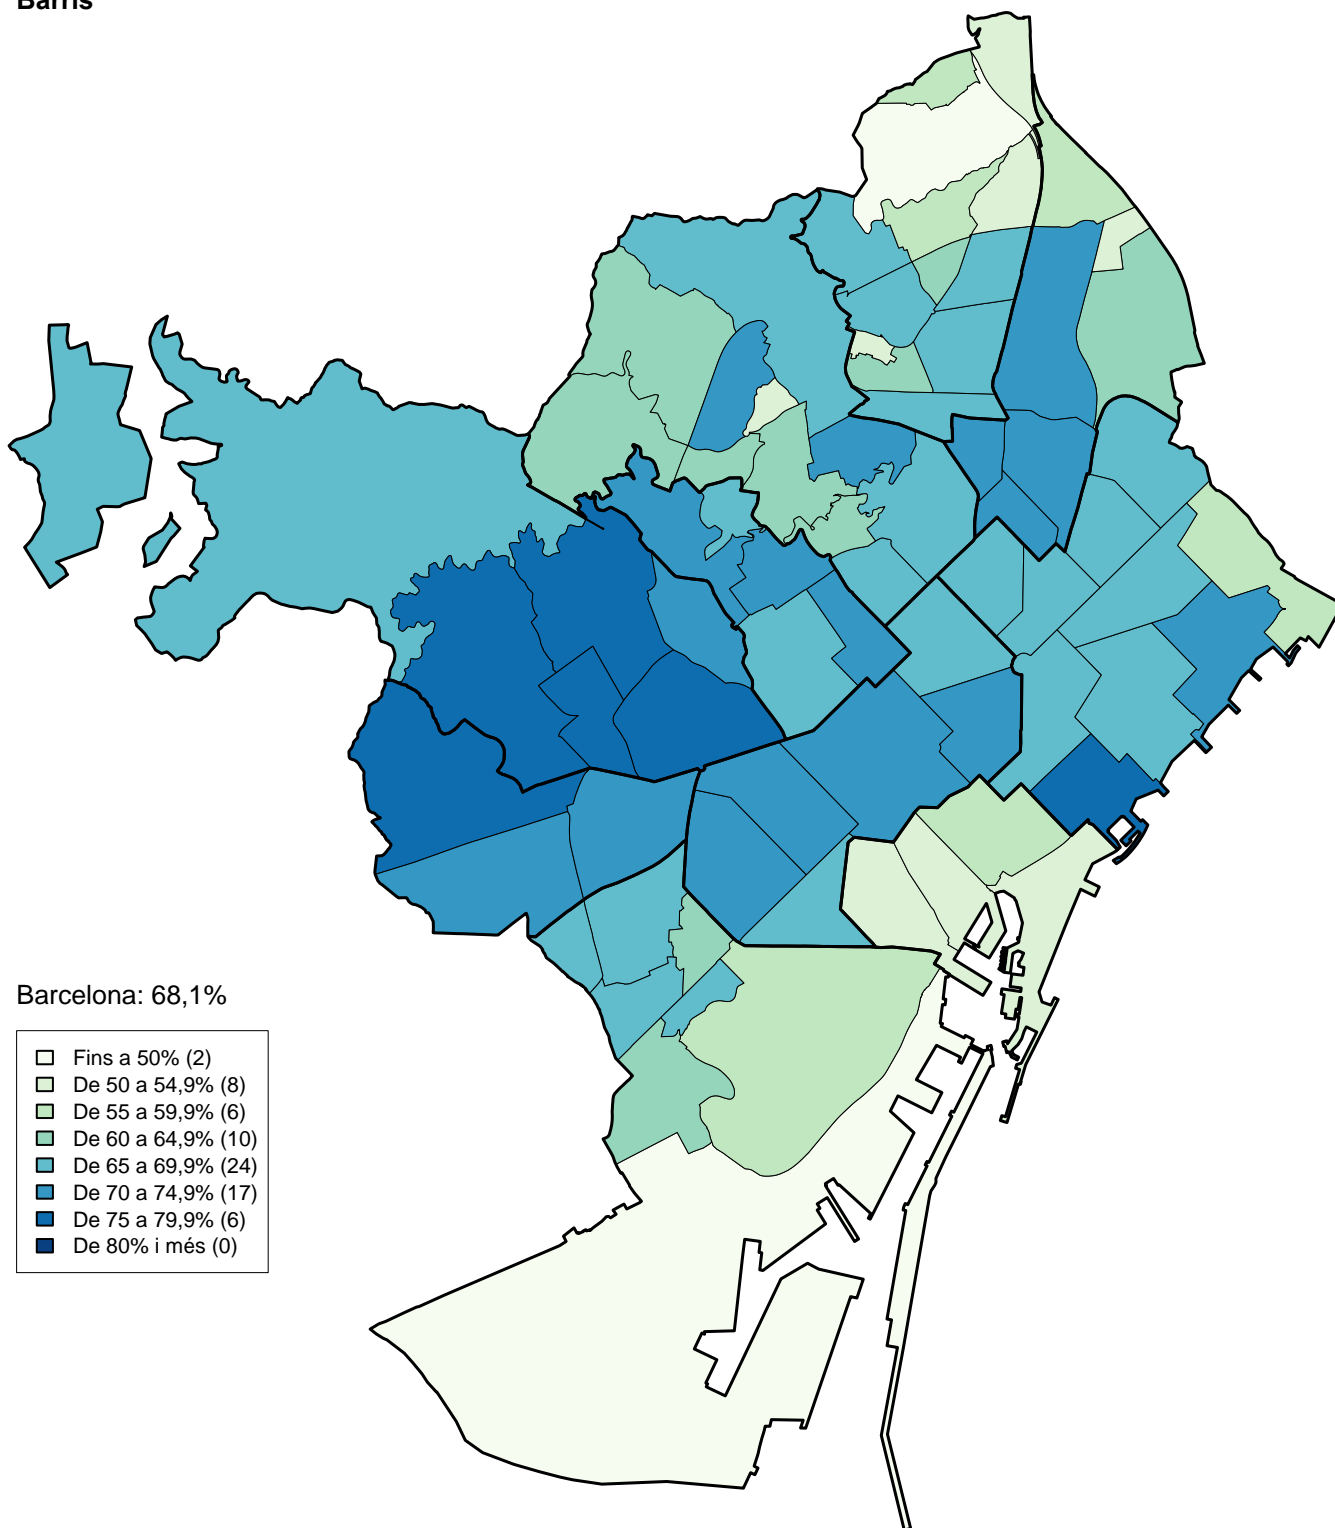 Barris
Barcelona: 68,1%
Fins a 50% (2)
De 50 a 54,9% (8)
De 55 a 59,9% (6)
De 60 a 64,9% (10)
De 65 a 69,9% (24)
De 70 a 74,9% (17)
De 75 a 79,9% (6)
De 80% i més (0)